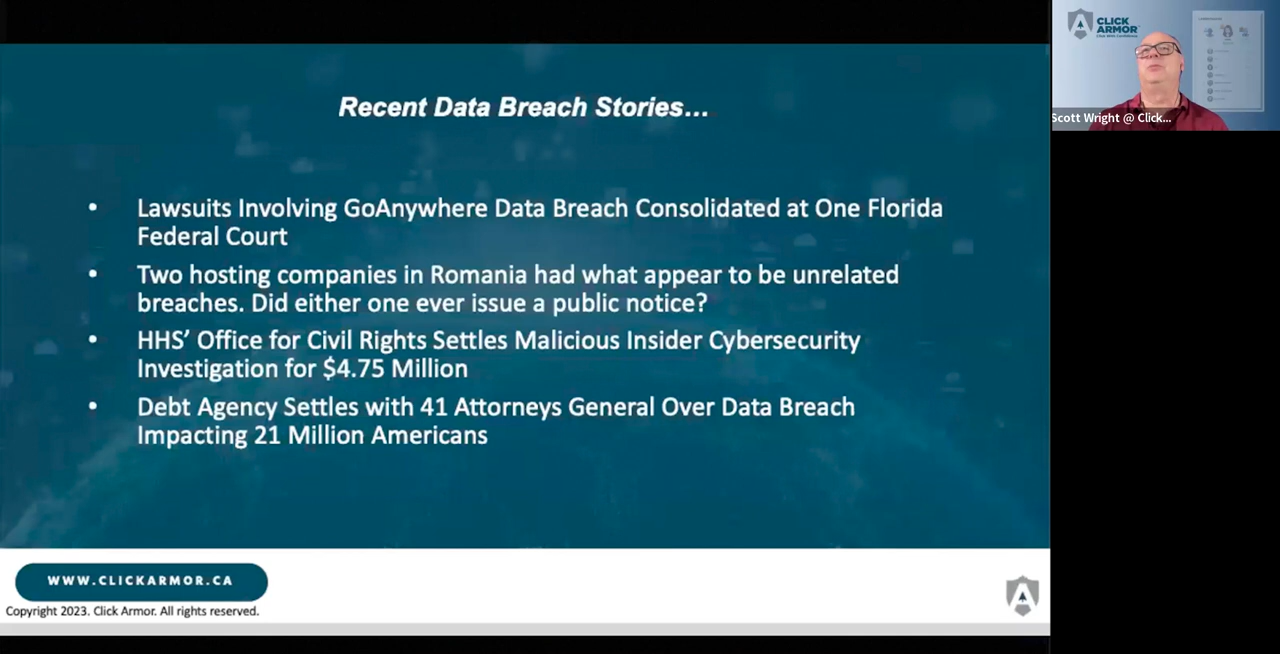 Recent Data Breach Stories...
• Lawsuits Involving GoAnywhere Data Breach Consolidated at One Florida
Federal Court
• Two hosting companies in Romania had what appear to be unrelated
breaches. Did either one ever issue a public notice?
• HHS’ Office for Civil Rights Settles Malicious Insider Cybersecurity
Investigation for $4.75 Million
• Debt Agency Settles with 41 Attorneys General Over Data Breach
Impacting 21 Million Americans
WWW.CLICKARMOR.CA
Copyright 2023. Click Armor. All rights reserved.
CLICK
ARMOR
Scott Wright @ Click...